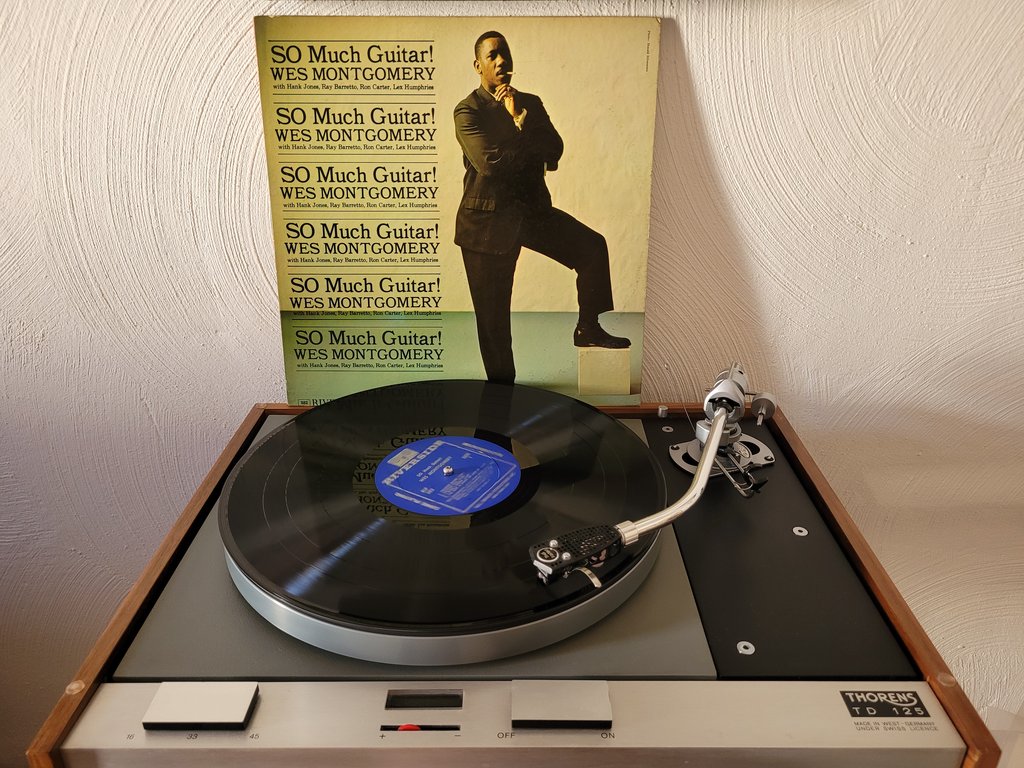 SO Much Guitar!
WES MONTGOMERY
with Hank Jones, Ray Barretto, Ron Carter, Lex Humphries
SO Much Guitar!
WES MONTGOMERY
with Hank Jones, Ray Barretto, Ron Carter, Lex Humphries
SO Much Guitar!
WES MONTGOMERY
with Hank Jones, Ray Barretto, Ron Carter, Lex Humphries
SO Much Guitar!
WES MONTGOMERY
with Hank Jones, Ray Barretto, Ron Carter, Lex Humphries
SO Much Guitar!
WES MONTGOMERY
with Hank Jones, Ray Barretto, Ron Carter, Lex Humphries
SO Much Guitar!
WES MONTGOMERY
with Hank Jones, Ray Barretto, Ron Carter, Lex Humphries
RIVERSIDE
16 33 45
+ -
OFF ON
THORENS
TD 125
MADE IN WEST-GERMANY
UNDER SWISS LICENCE